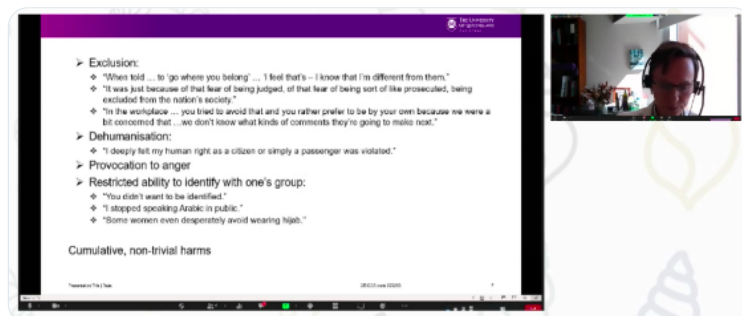 THE UNIVERSITY
OF QUEENSLAND
Exclusion:
"When told … to 'go where you belong' … 'I feel that's – I know that I'm different from them."
"It was just because of that fear of being judged, of that fear of being sort of like prosecuted, being
excluded from the nation's society."
"In the workplace … you tried to avoid that and you rather prefer to be by your own because we were a
bit concerned that …we don't know what kinds of comments they're going to make next."
Dehumanisation:
"I deeply felt my human right as a citizen or simply a passenger was violated."
Provocation to anger
Restricted ability to identify with one's group:
"You didn't want to be identified."
"I stopped speaking Arabic in public."
"Some women even desperately avoid wearing hijab."
Cumulative, non-trivial harms